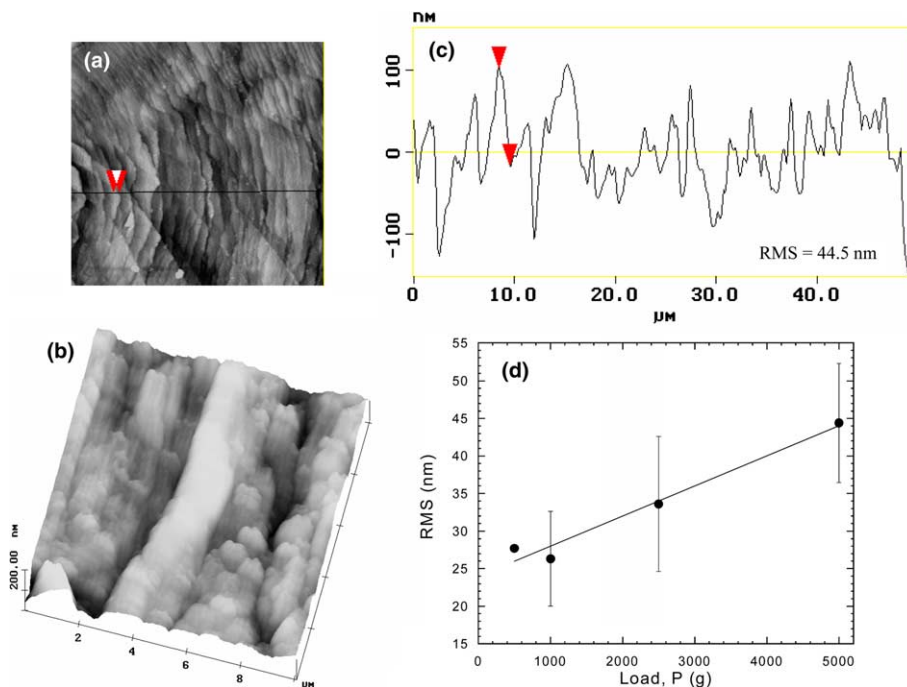 (a)
nM
(c)
100
0
-100
RMS = 44.5 nm
0
10.0
20.0
30.0
40.0
μM
(b)
200.00 nM
2
4
6
8
μM
(d)
55
50
45
40
35
30
25
20
15
RMS (nm)
0
1000
2000
3000
4000
5000
Load, P (g)